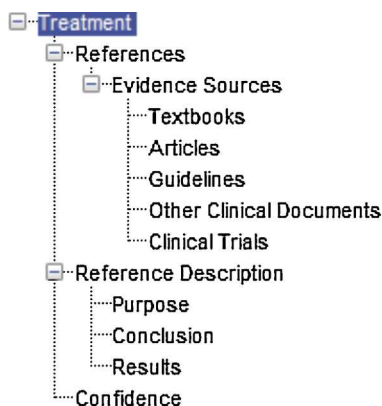 Treatment
References
Evidence Sources
Textbooks
Articles
Guidelines
Other Clinical Documents
Clinical Trials
Reference Description
Purpose
Conclusion
Results
Confidence